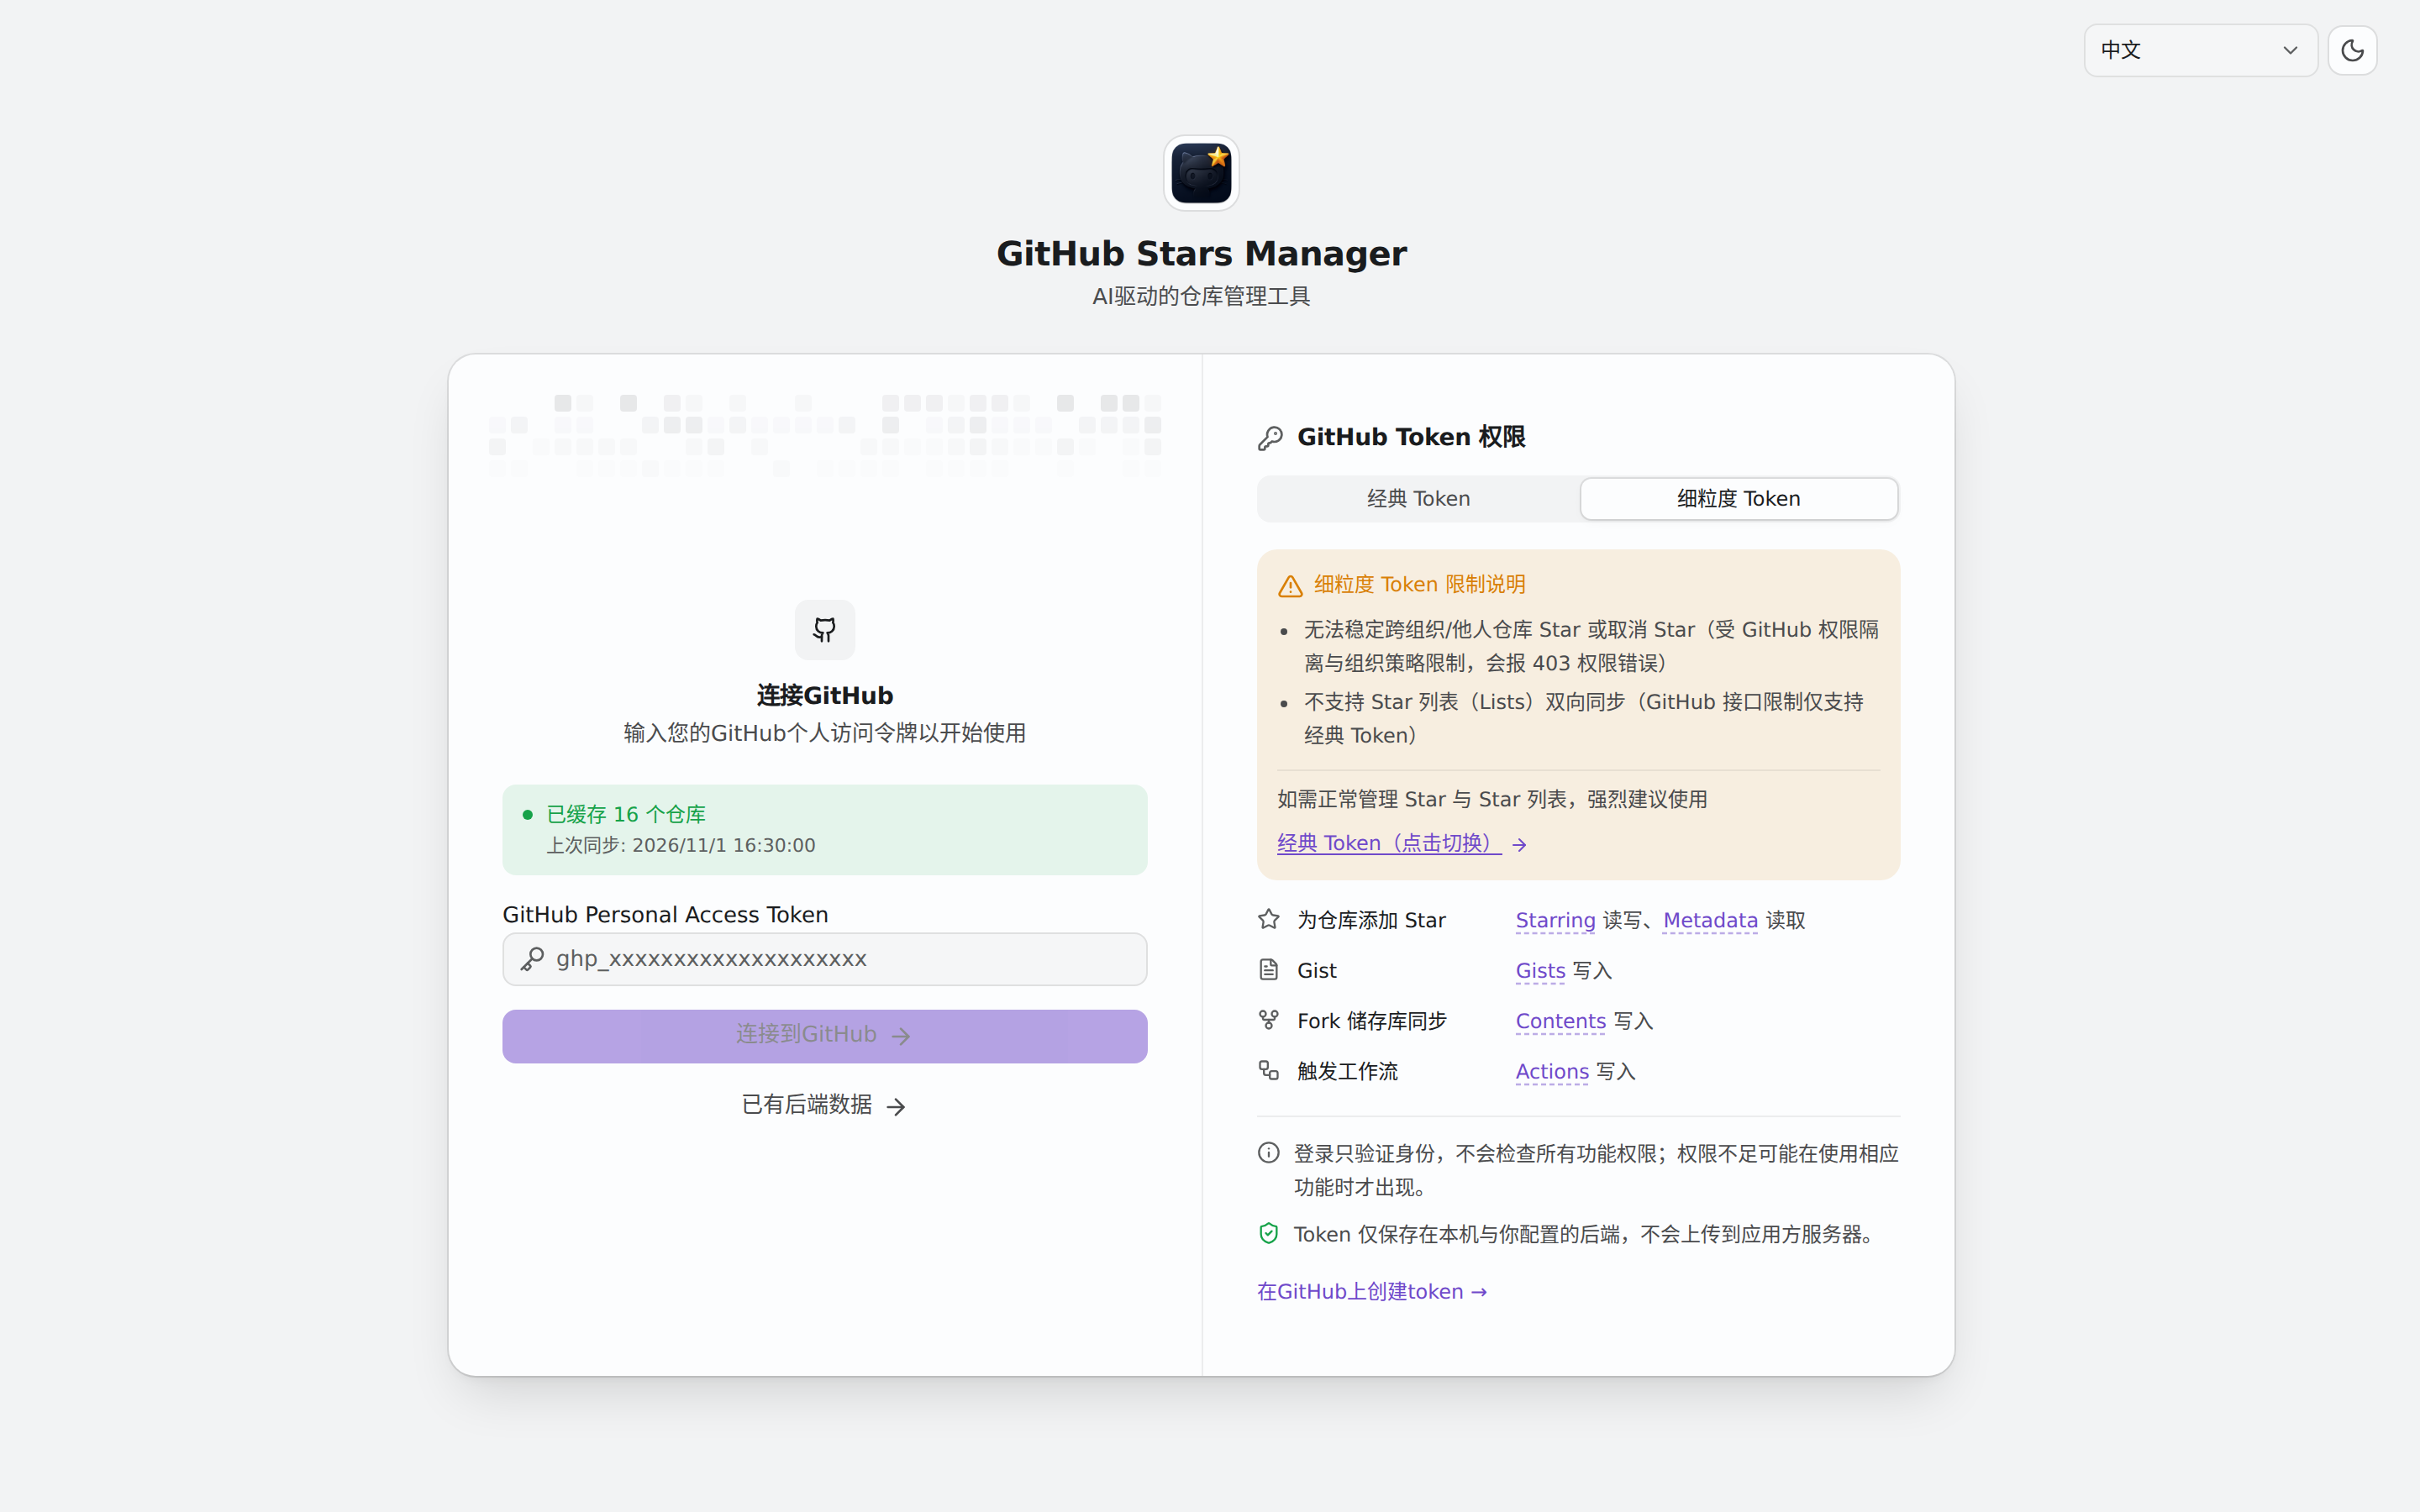 中文
GitHub Stars Manager
AI驱动的仓库管理工具
连接GitHub
输入您的GitHub个人访问令牌以开始使用
已缓存 16 个仓库
上次同步: 2026/11/1 16:30:00
GitHub Personal Access Token
ghp_xxxxxxxxxxxxxxxxxxxx
连接到GitHub →
已有后端数据 →
GitHub Token 权限
经典 Token
细粒度 Token
细粒度 Token 限制说明
• 无法稳定跨组织/他人仓库 Star 或取消 Star（受 GitHub 权限隔
离与组织策略限制，会报 403 权限错误）
• 不支持 Star 列表（Lists）双向同步（GitHub 接口限制仅支持
经典 Token）
如需正常管理 Star 与 Star 列表，强烈建议使用
经典 Token（点击切换） →
为仓库添加 Star Starring 读写、Metadata 读取
Gist Gists 写入
Fork 储存库同步 Contents 写入
触发工作流 Actions 写入
登录只验证身份，不会检查所有功能权限；权限不足可能在使用相应
功能时才出现。
Token 仅保存在本机与你配置的后端，不会上传到应用方服务器。
在GitHub上创建token →